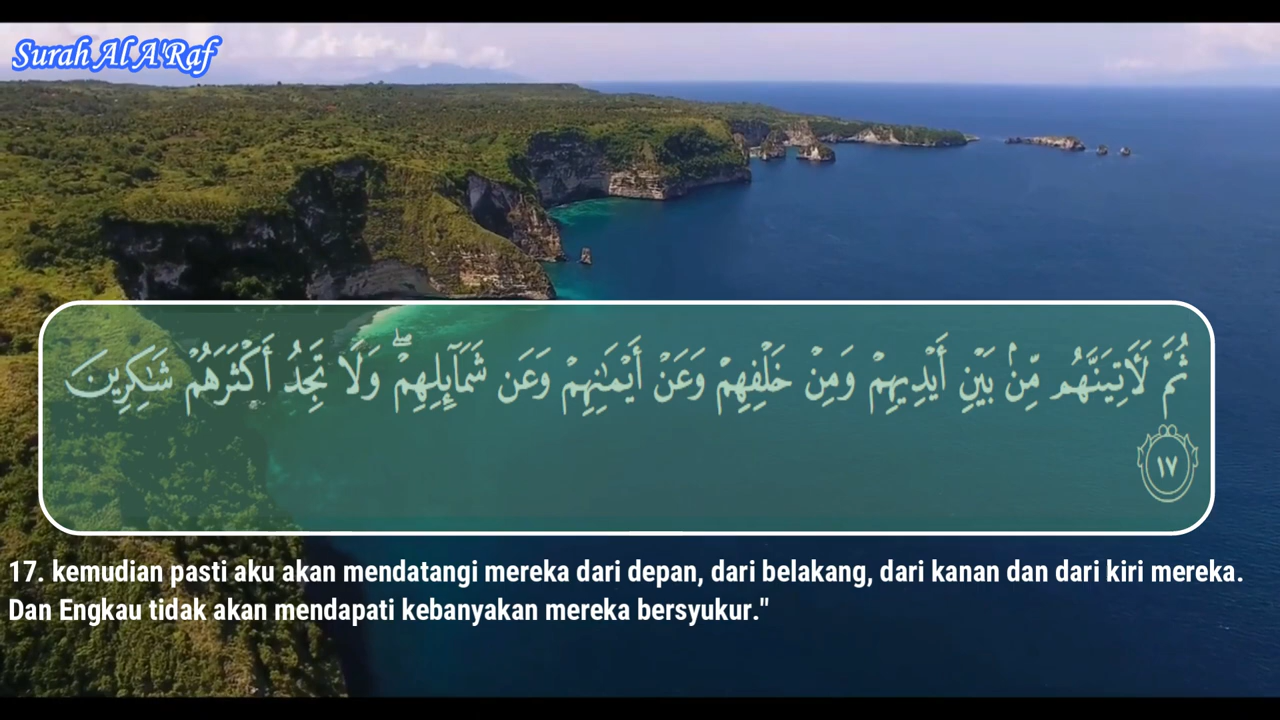 Surah Al A'Raf
ثُمَّ لَأَتِيَنَّهُم مِّنۢ بَيْنِ أَيْدِيهِمْ وَمِنْ خَلْفِهِمْ وَعَنْ أَيْمَـٰنِهِمْ وَعَن شَمَآئِلِهِمْ ۖ وَلَا تَجِدُ أَكْثَرَهُمْ شَـٰكِرِينَ
١٧
17. kemudian pasti aku akan mendatangi mereka dari depan, dari belakang, dari kanan dan dari kiri mereka.
Dan Engkau tidak akan mendapati kebanyakan mereka bersyukur."